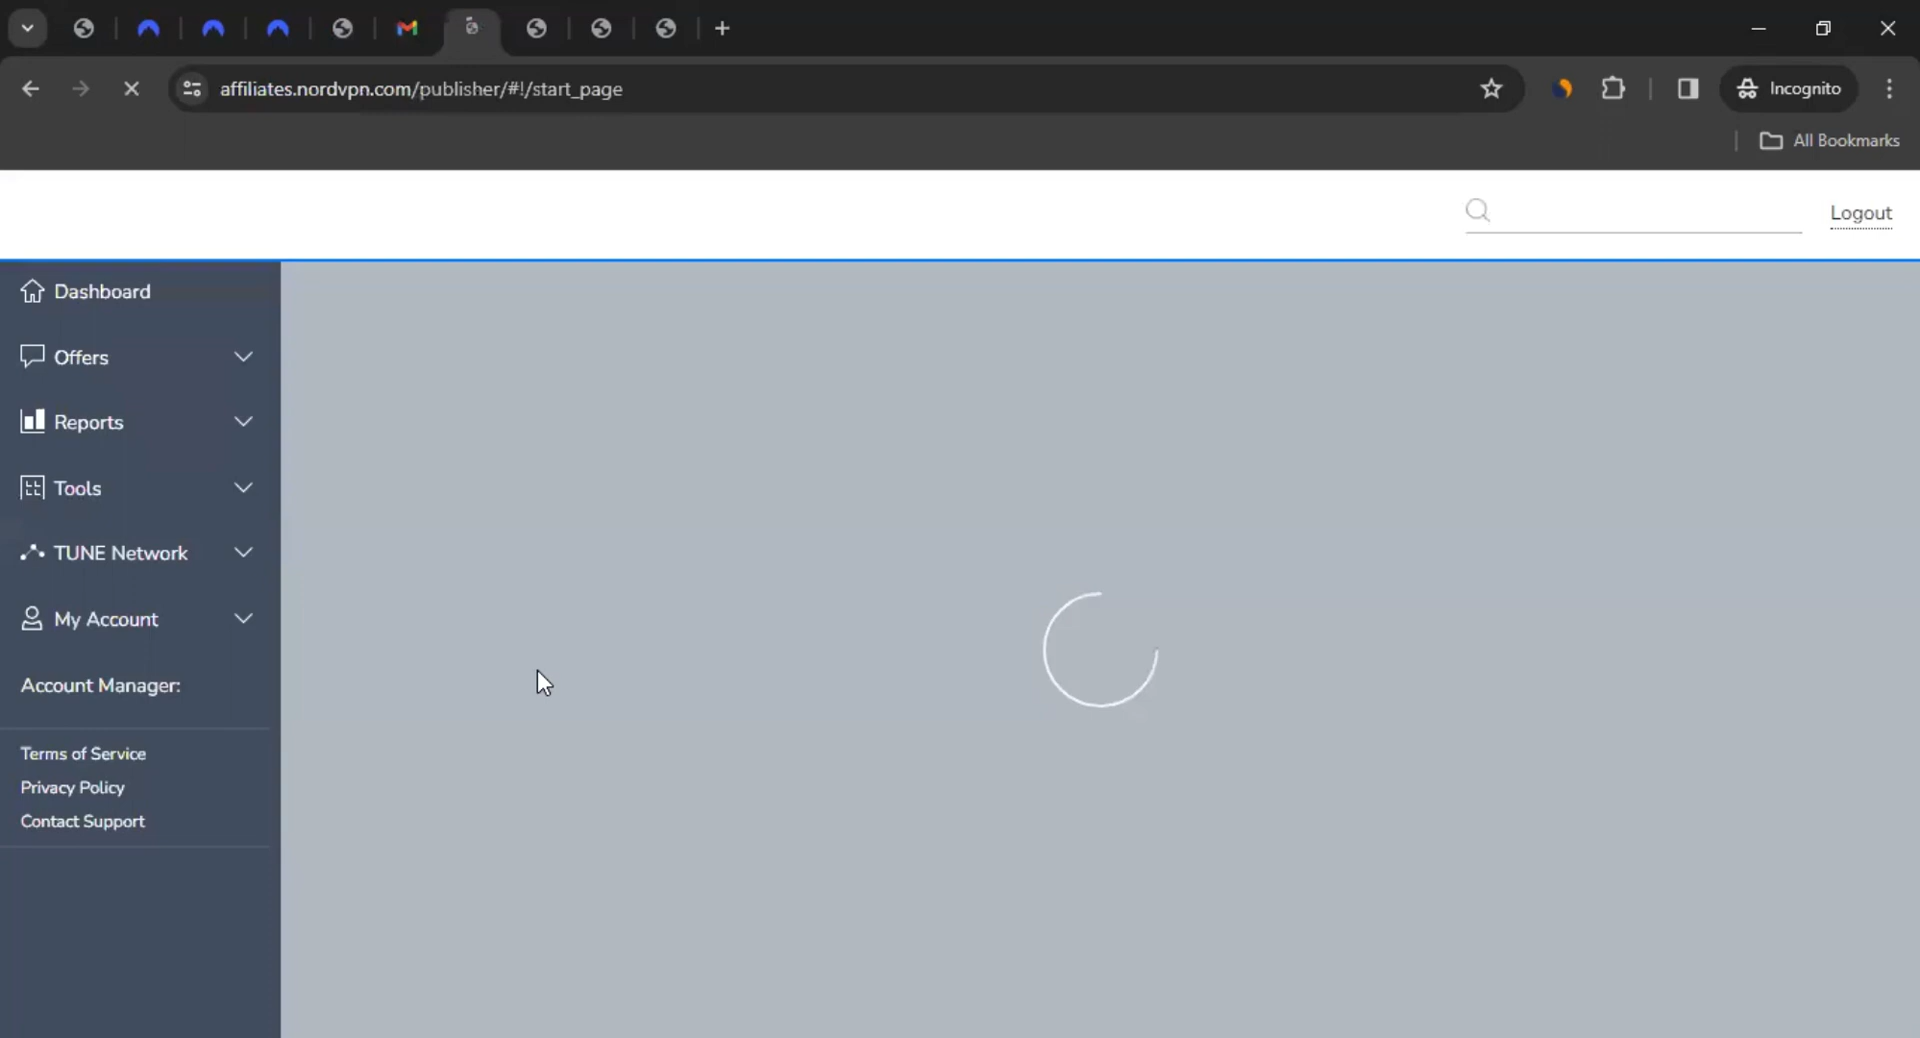 affiliates.nordvpn.com/publisher/#!/start_page
Incognito
All Bookmarks
Logout
Dashboard
Offers
Reports
Tools
TUNE Network
My Account
Account Manager:
Terms of Service
Privacy Policy
Contact Support